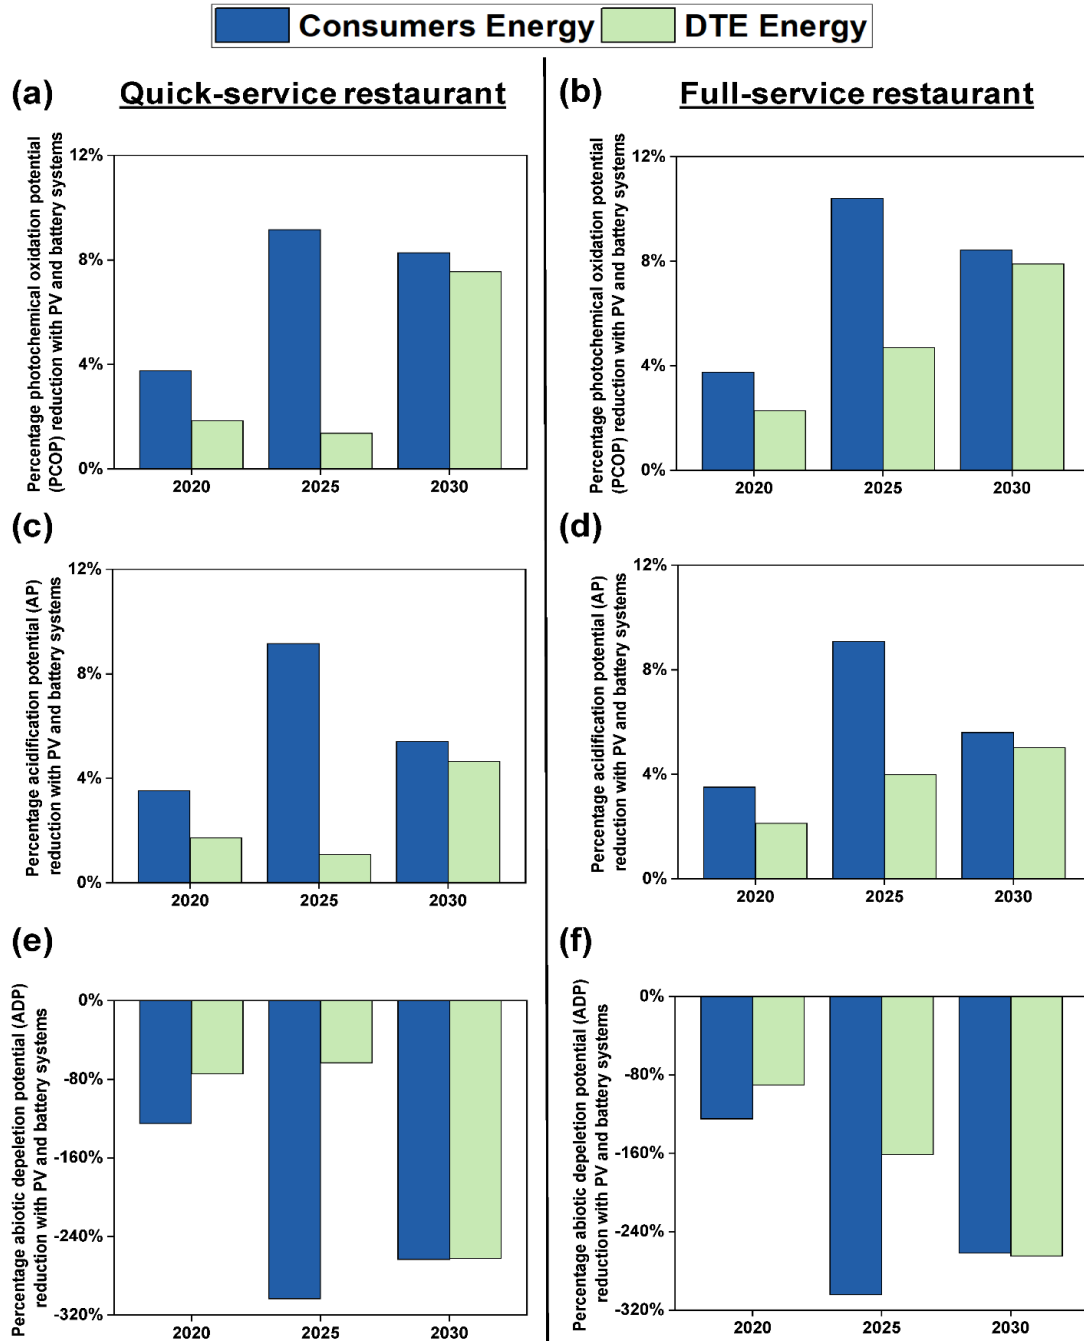 Consumers Energy DTE Energy
(a) Quick-service restaurant
Percentage photochemical oxidation potential
(PCOP) reduction with PV and battery systems
12%
8%
4%
0%
2020 2025 2030
(b) Full-service restaurant
Percentage photochemical oxidation potential
(PCOP) reduction with PV and battery systems
12%
8%
4%
0%
2020 2025 2030
(c)
Percentage acidification potential (AP)
reduction with PV and battery systems
12%
8%
4%
0%
2020 2025 2030
(d)
Percentage acidification potential (AP)
reduction with PV and battery systems
12%
8%
4%
0%
2020 2025 2030
(e)
Percentage abiotic depletion potential (ADP)
reduction with PV and battery systems
0%
-80%
-160%
-240%
-320%
2020 2025 2030
(f)
Percentage abiotic depeletion potential (ADP)
reduction with PV and battery systems
0%
-80%
-160%
-240%
-320%
2020 2025 2030